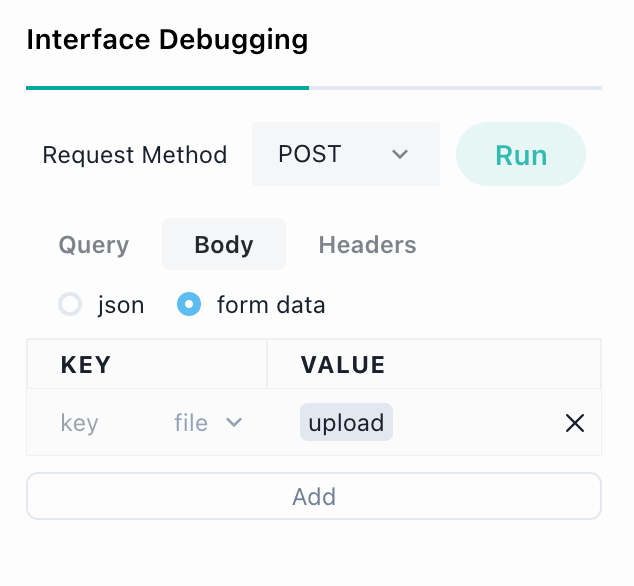 Interface Debugging
Request Method POST Run
Query Body Headers
json form data
KEY VALUE
key file upload
Add